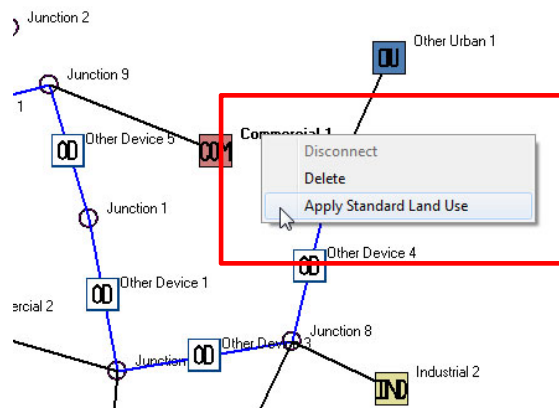 Junction 2
Other Urban 1
OU
Junction 9
1
OD
Other Device 5
COM
Commercial 1
Disconnect
Delete
Apply Standard Land Use
Junction 1
Other Device 4
OD
Other Device 1
OD
ercial 2
Junction 8
Other Device 3
OD
Junction
Industrial 2
IND